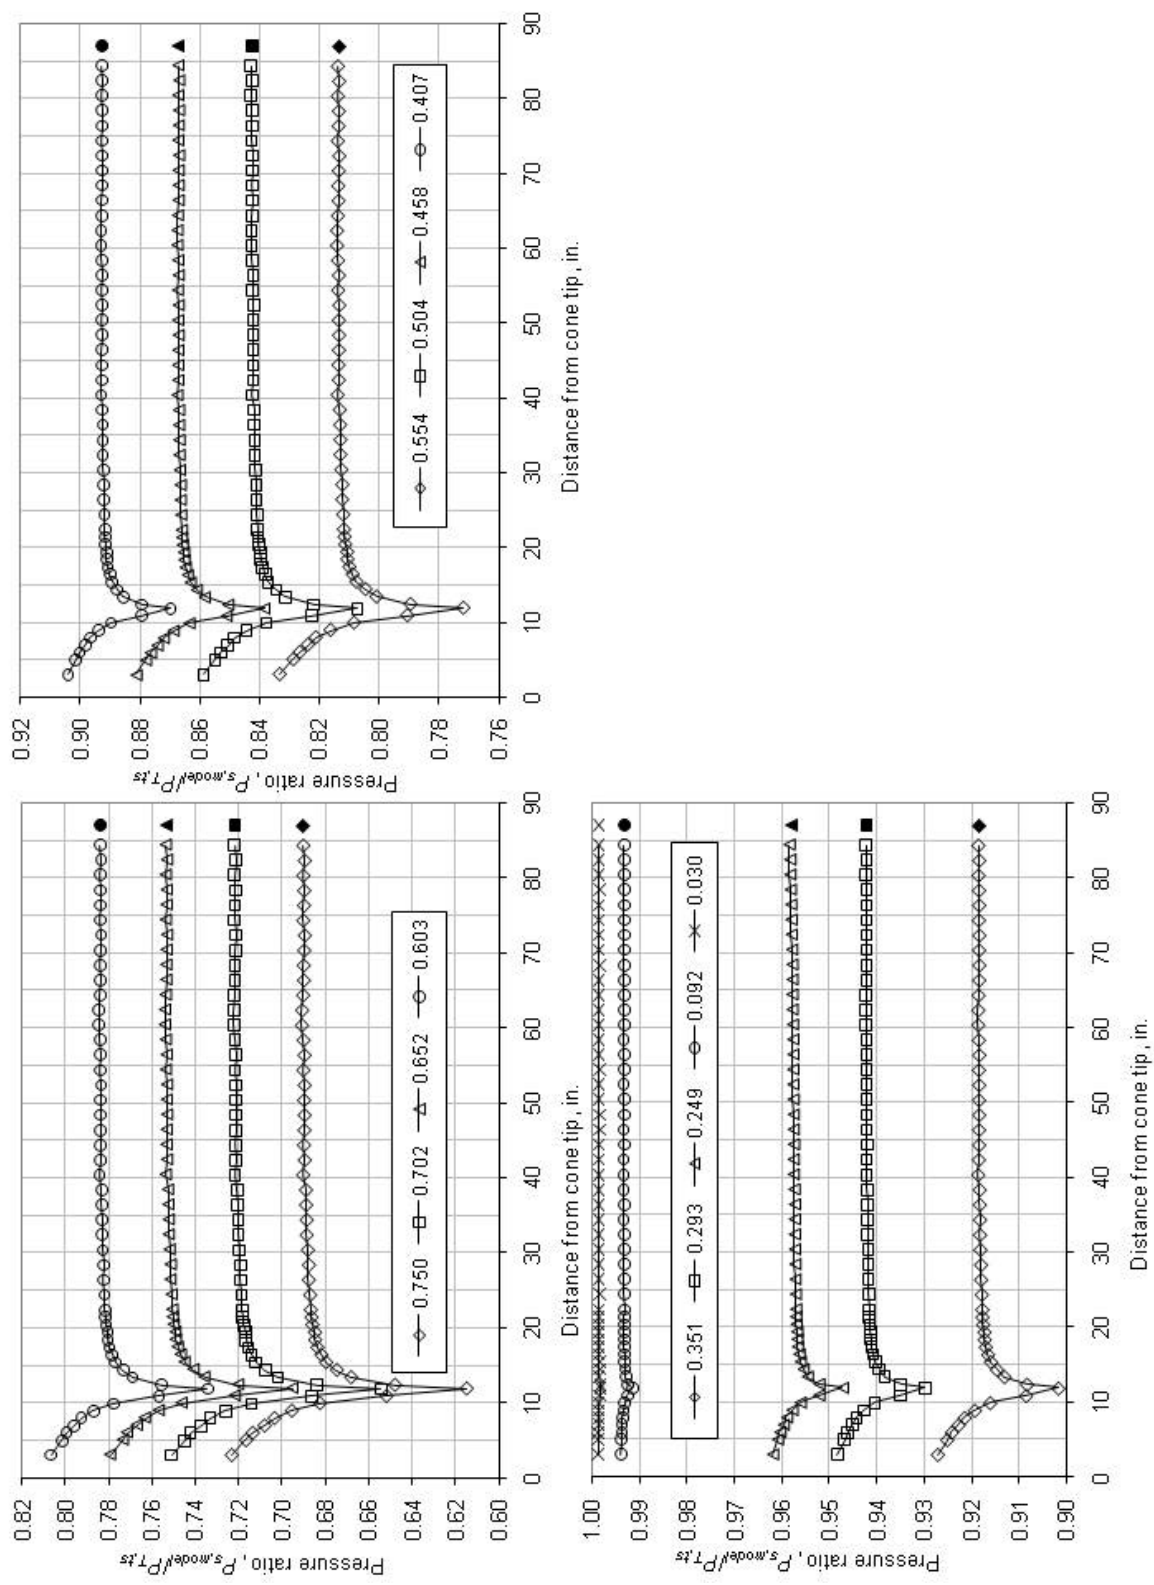 Pressure ratio, P_s,model/P_T,ts
0.82
0.80
0.78
0.76
0.74
0.72
0.70
0.68
0.66
0.64
0.62
0.60
0.750 0.702 0.652 0.603
0 10 20 30 40 50 60 70 80 90
Distance from cone tip, in.
Pressure ratio, P_s,model/P_T,ts
0.92
0.90
0.88
0.86
0.84
0.82
0.80
0.78
0.76
0.554 0.504 0.458 0.407
0 10 20 30 40 50 60 70 80 90
Distance from cone tip, in.
Pressure ratio, P_s,model/P_T,ts
1.00
0.99
0.98
0.97
0.96
0.95
0.94
0.93
0.92
0.91
0.90
0.351 0.293 0.249 0.092 0.030
0 10 20 30 40 50 60 70 80 90
Distance from cone tip, in.